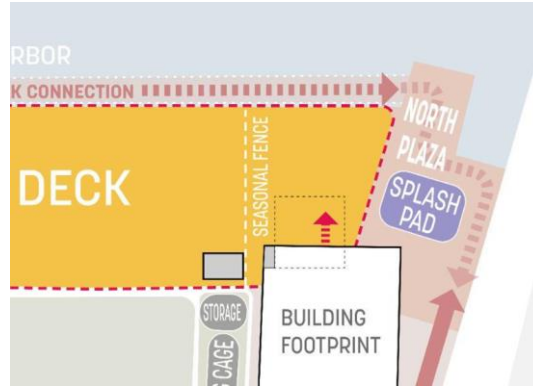 RBOR
K CONNECTION
NORTH
PLAZA
SEASONAL FENCE
DECK
SPLASH
PAD
STORAGE
BUILDING
FOOTPRINT
CAGE